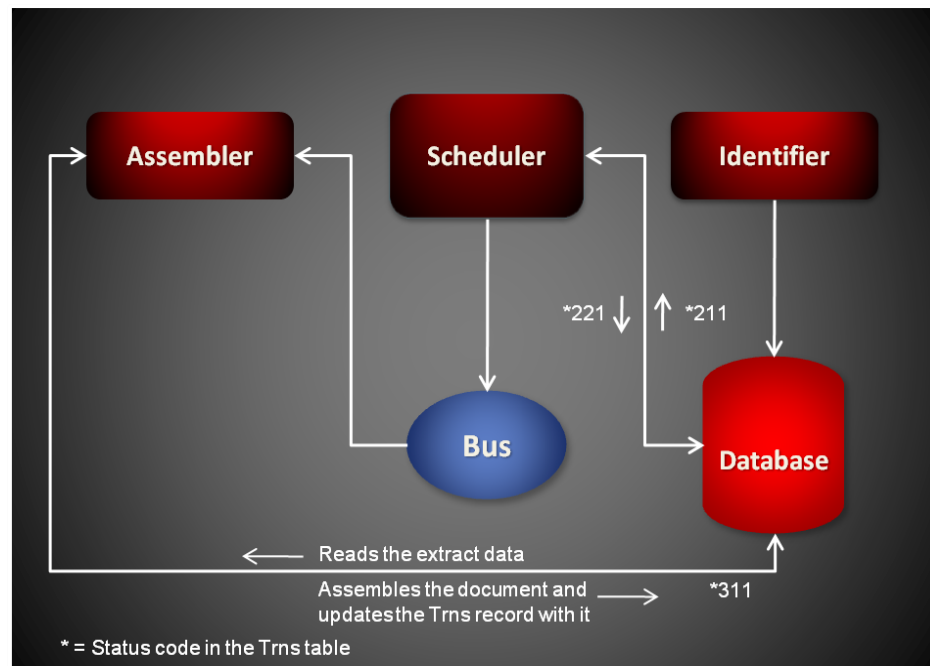 Assembler
Scheduler
Identifier
*221
*211
Bus
Database
Reads the extract data
Assembles the document and
updates the Trns record with it
*311
* = Status code in the Trns table